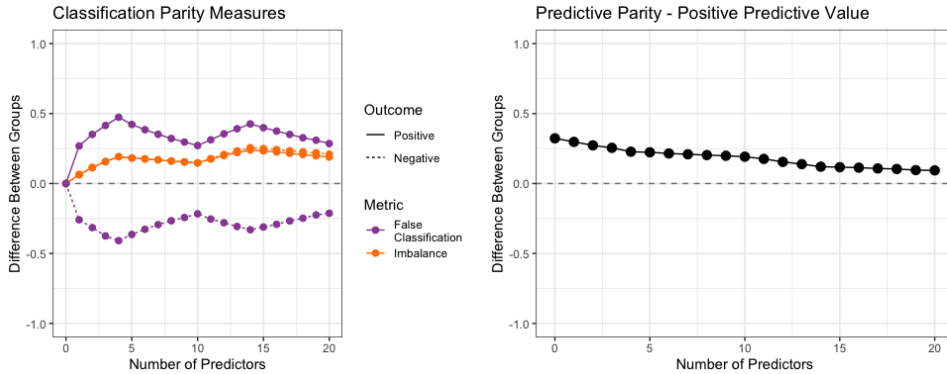 Classification Parity Measures
Difference Between Groups
1.0
0.5
0.0
-0.5
-1.0
0
5
10
15
20
Number of Predictors
Outcome
Positive
Negative
Metric
False
Classification
Imbalance
Predictive Parity - Positive Predictive Value
Difference Between Groups
1.0
0.5
0.0
-0.5
-1.0
0
5
10
15
20
Number of Predictors